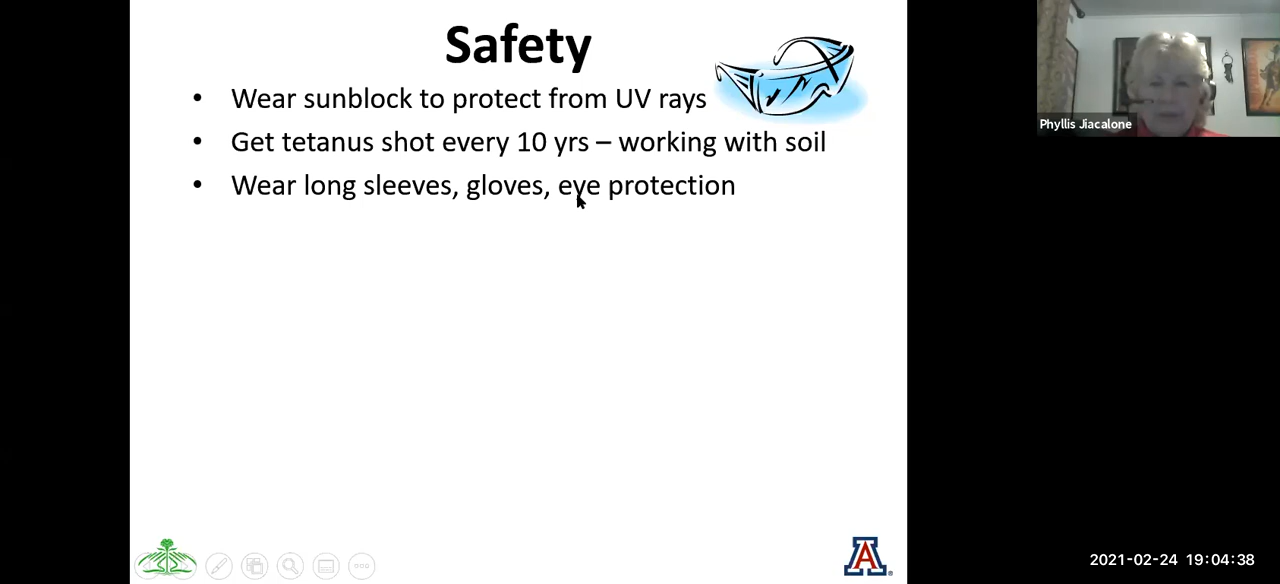 Safety
• Wear sunblock to protect from UV rays
• Get tetanus shot every 10 yrs – working with soil
• Wear long sleeves, gloves, eye protection
Phyllis Jiacalone
A
2021-02-24 19:04:38